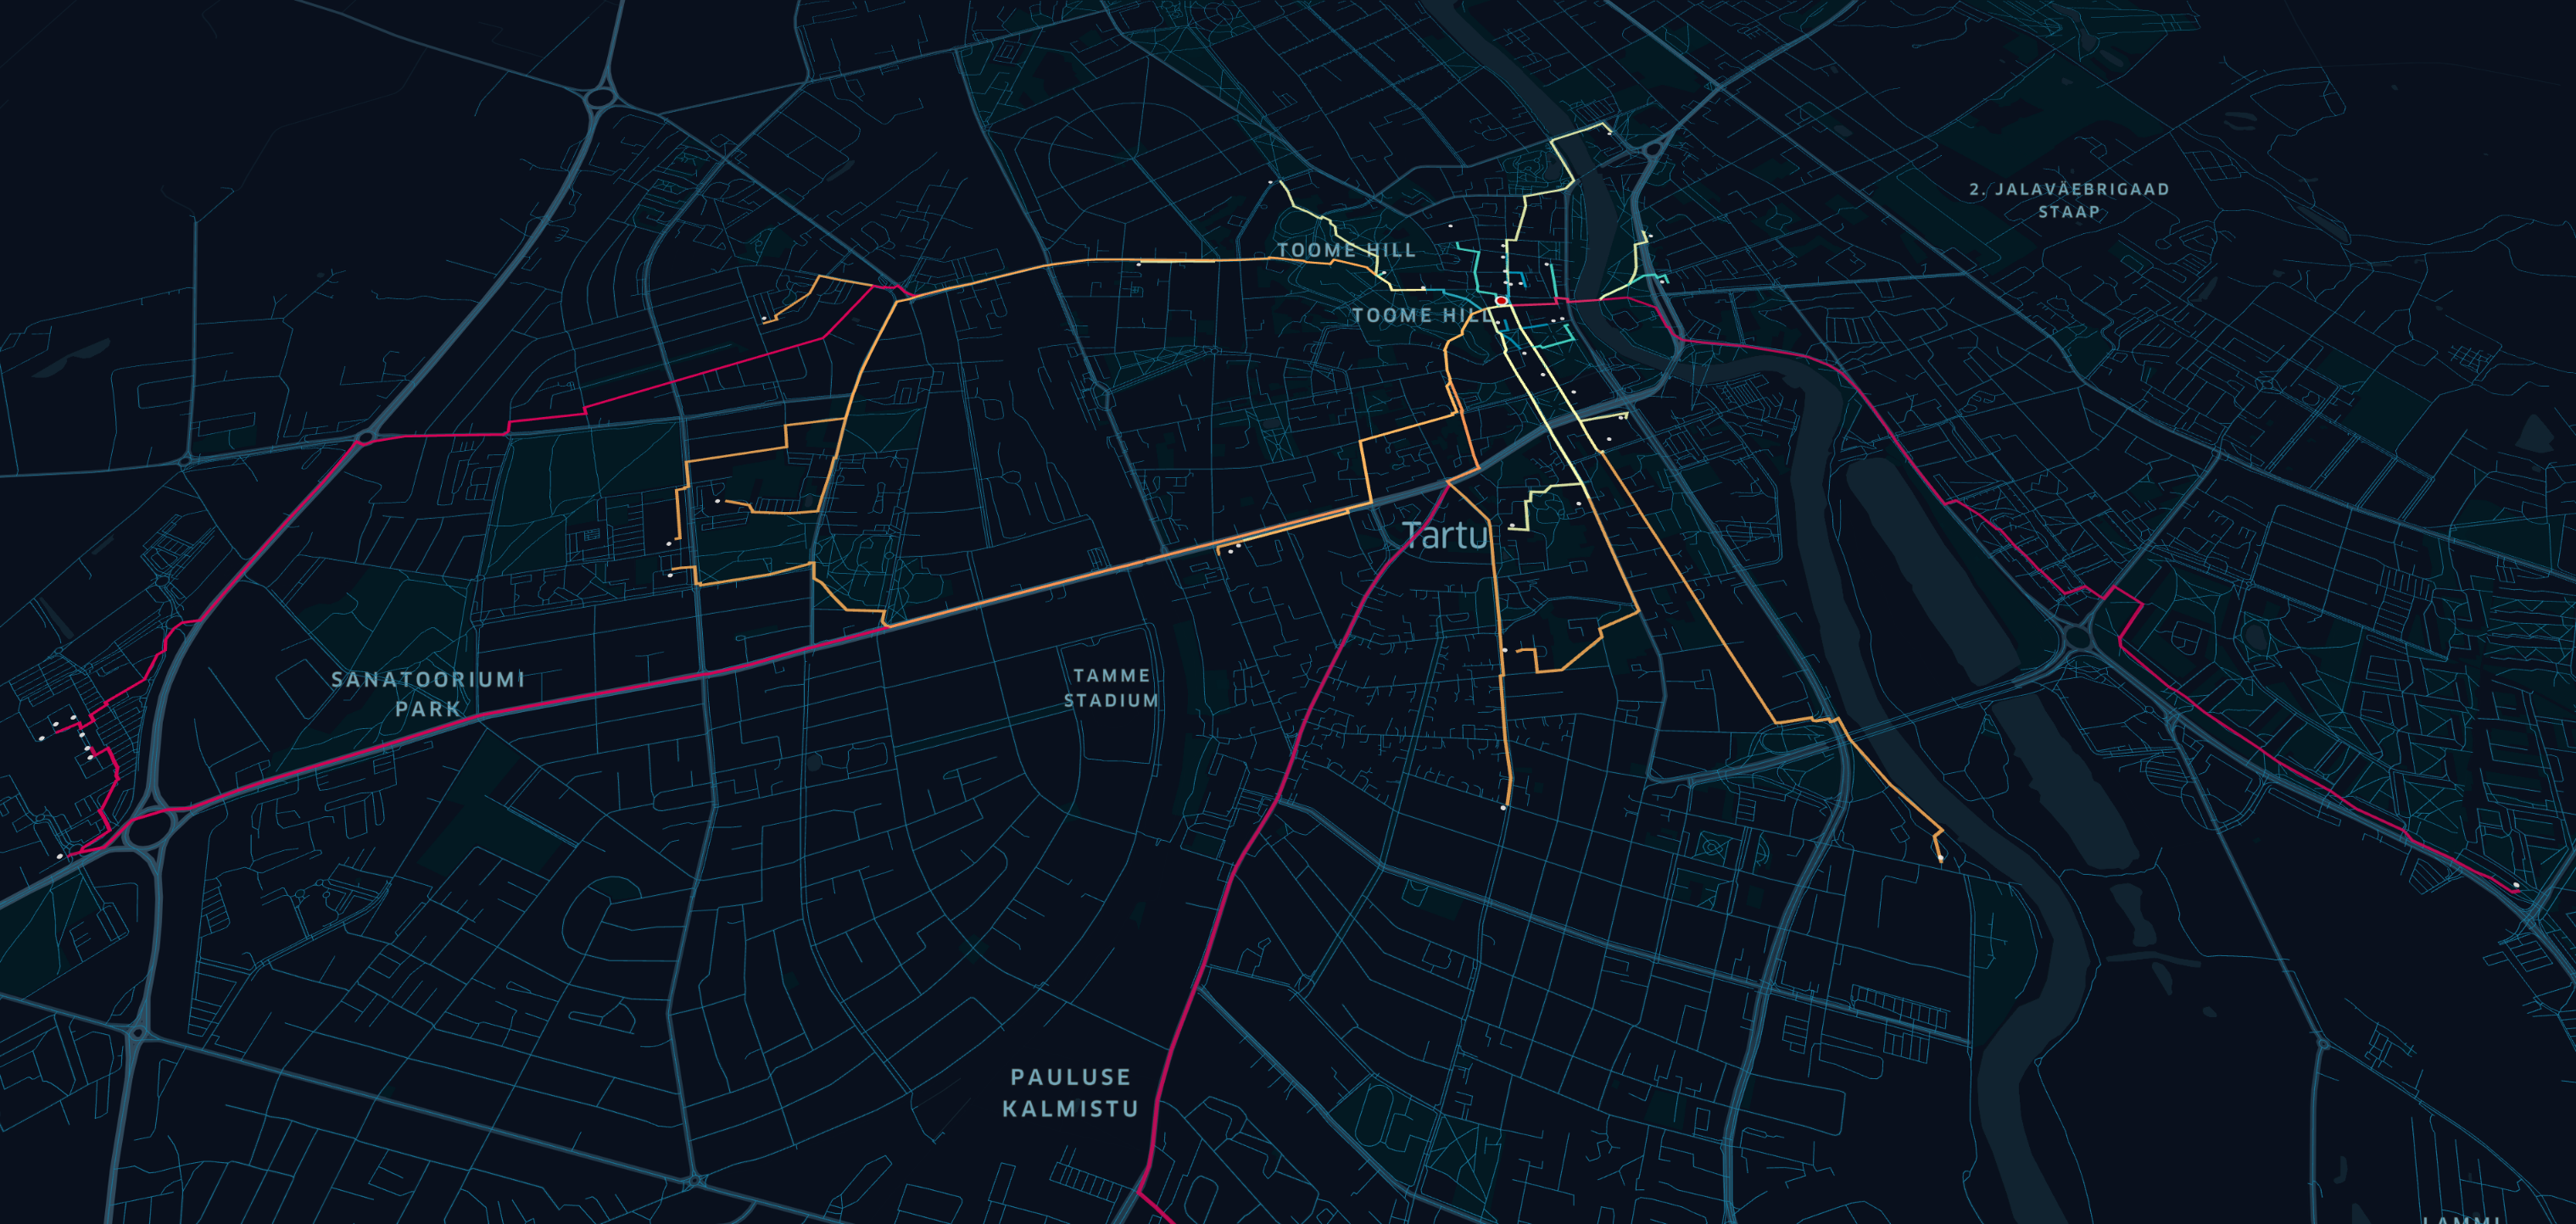 2. JALAVÄEBRIGAAD
STAAP
TOOME HILL
TOOME HILL
Tartu
SANATOORIUMI
PARK
TAMME
STADIUM
PAULUSE
KALMISTU